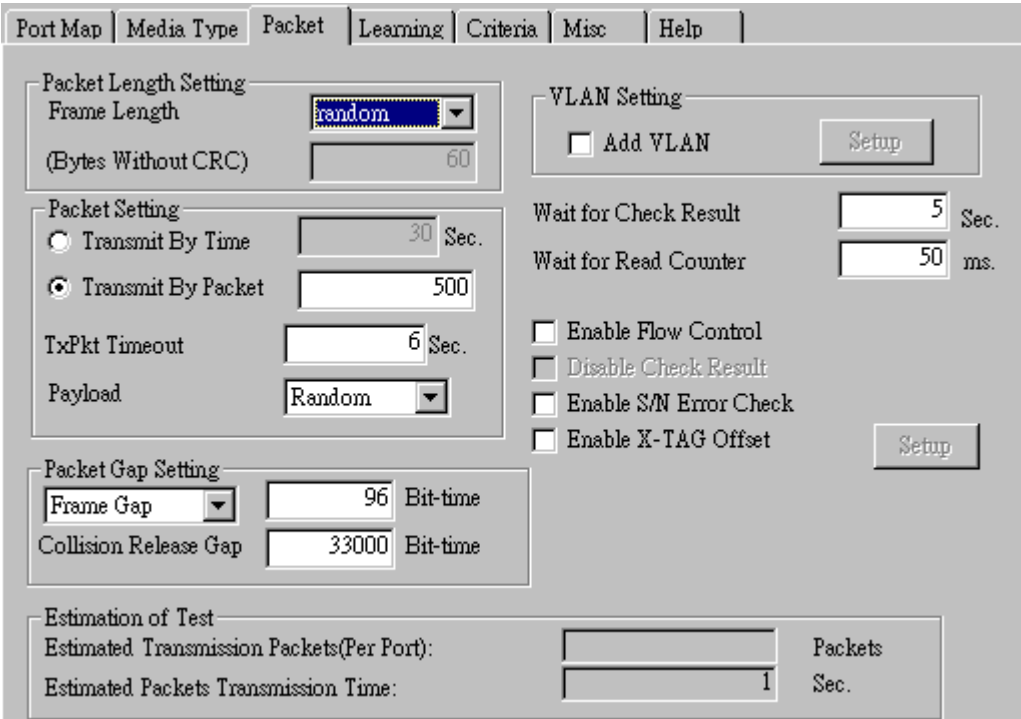 Port Map Media Type Packet Learning Criteria Misc Help
Packet Length Setting
Frame Length random
(Bytes Without CRC) 60
Packet Setting
Transmit By Time 30 Sec.
Transmit By Packet 500
TxPkt Timeout 6 Sec.
Payload Random
Packet Gap Setting
Frame Gap 96 Bit-time
Collision Release Gap 33000 Bit-time
VLAN Setting
Add VLAN Setup
Wait for Check Result 5 Sec.
Wait for Read Counter 50 ms.
Enable Flow Control
Disable Check Result
Enable S/N Error Check
Enable X-TAG Offset Setup
Estimation of Test
Estimated Transmission Packets(Per Port): Packets
Estimated Packets Transmission Time: 1 Sec.